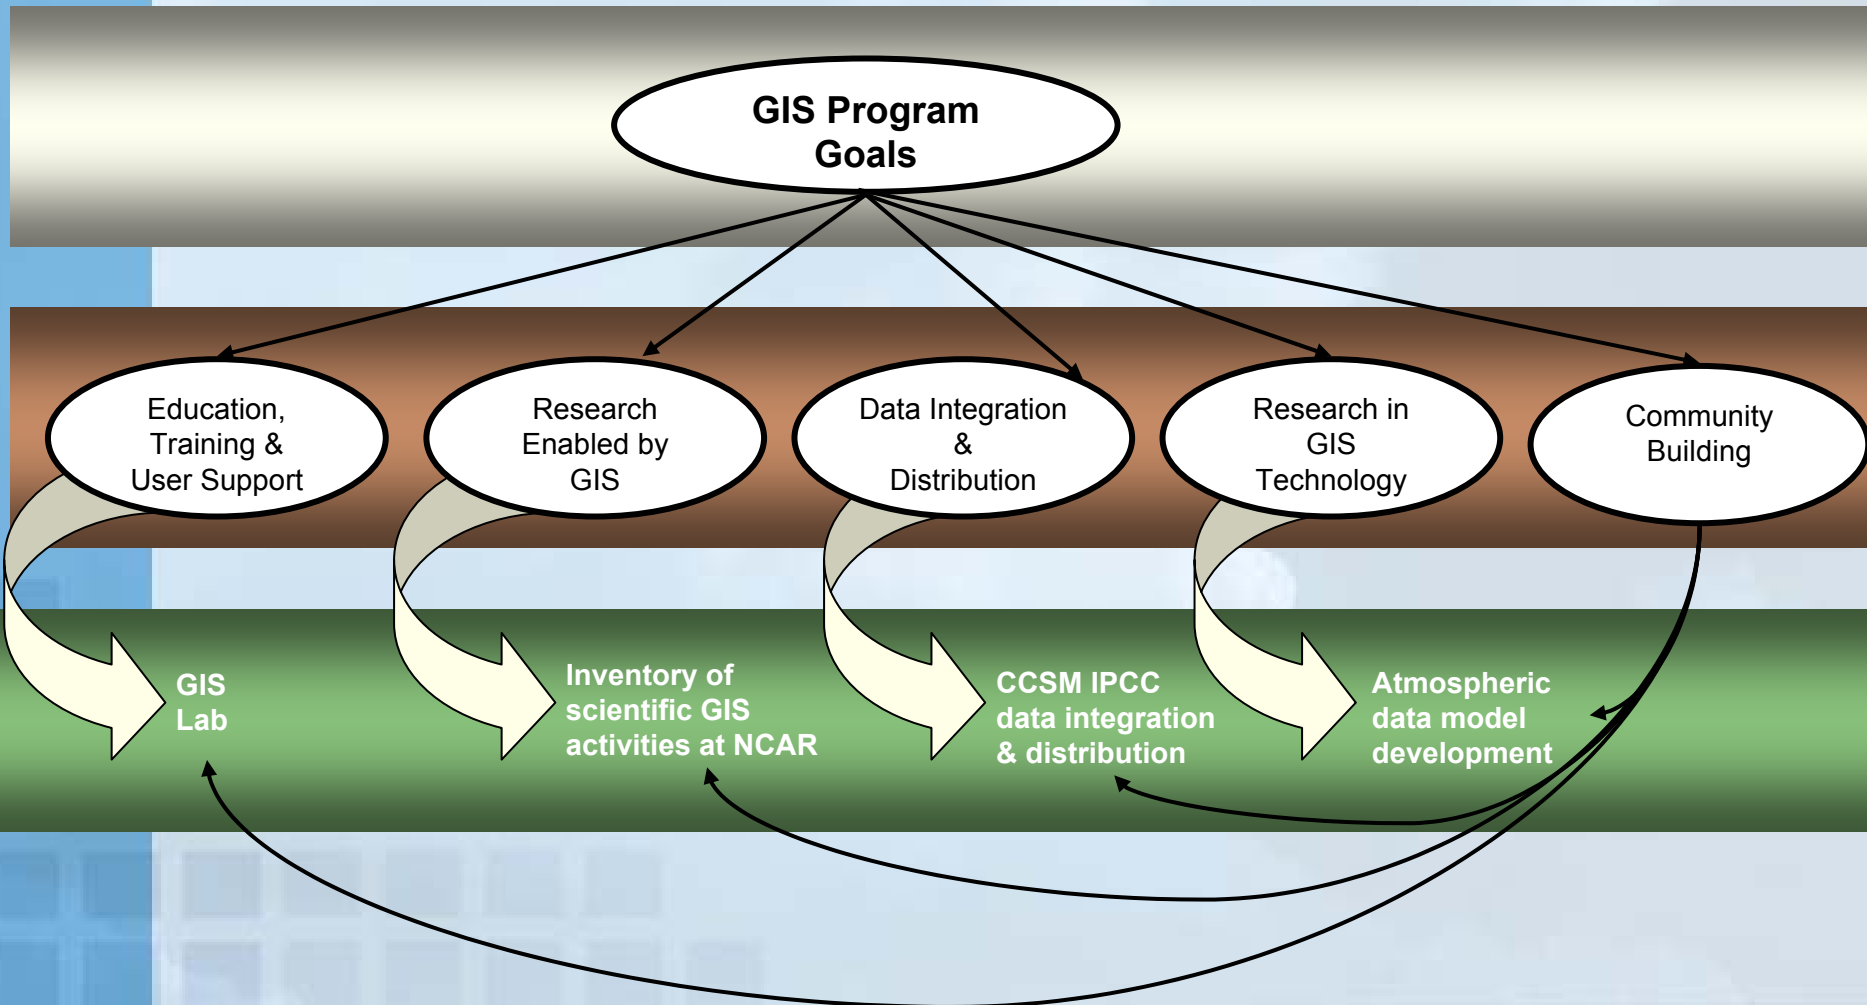 GIS Program
Goals
Education,
Training &
User Support
Research
Enabled by
GIS
Data Integration
&
Distribution
Research in
GIS
Technology
Community
Building
GIS
Lab
Inventory of
scientific GIS
activities at NCAR
CCSM IPCC
data integration
& distribution
Atmospheric
data model
development